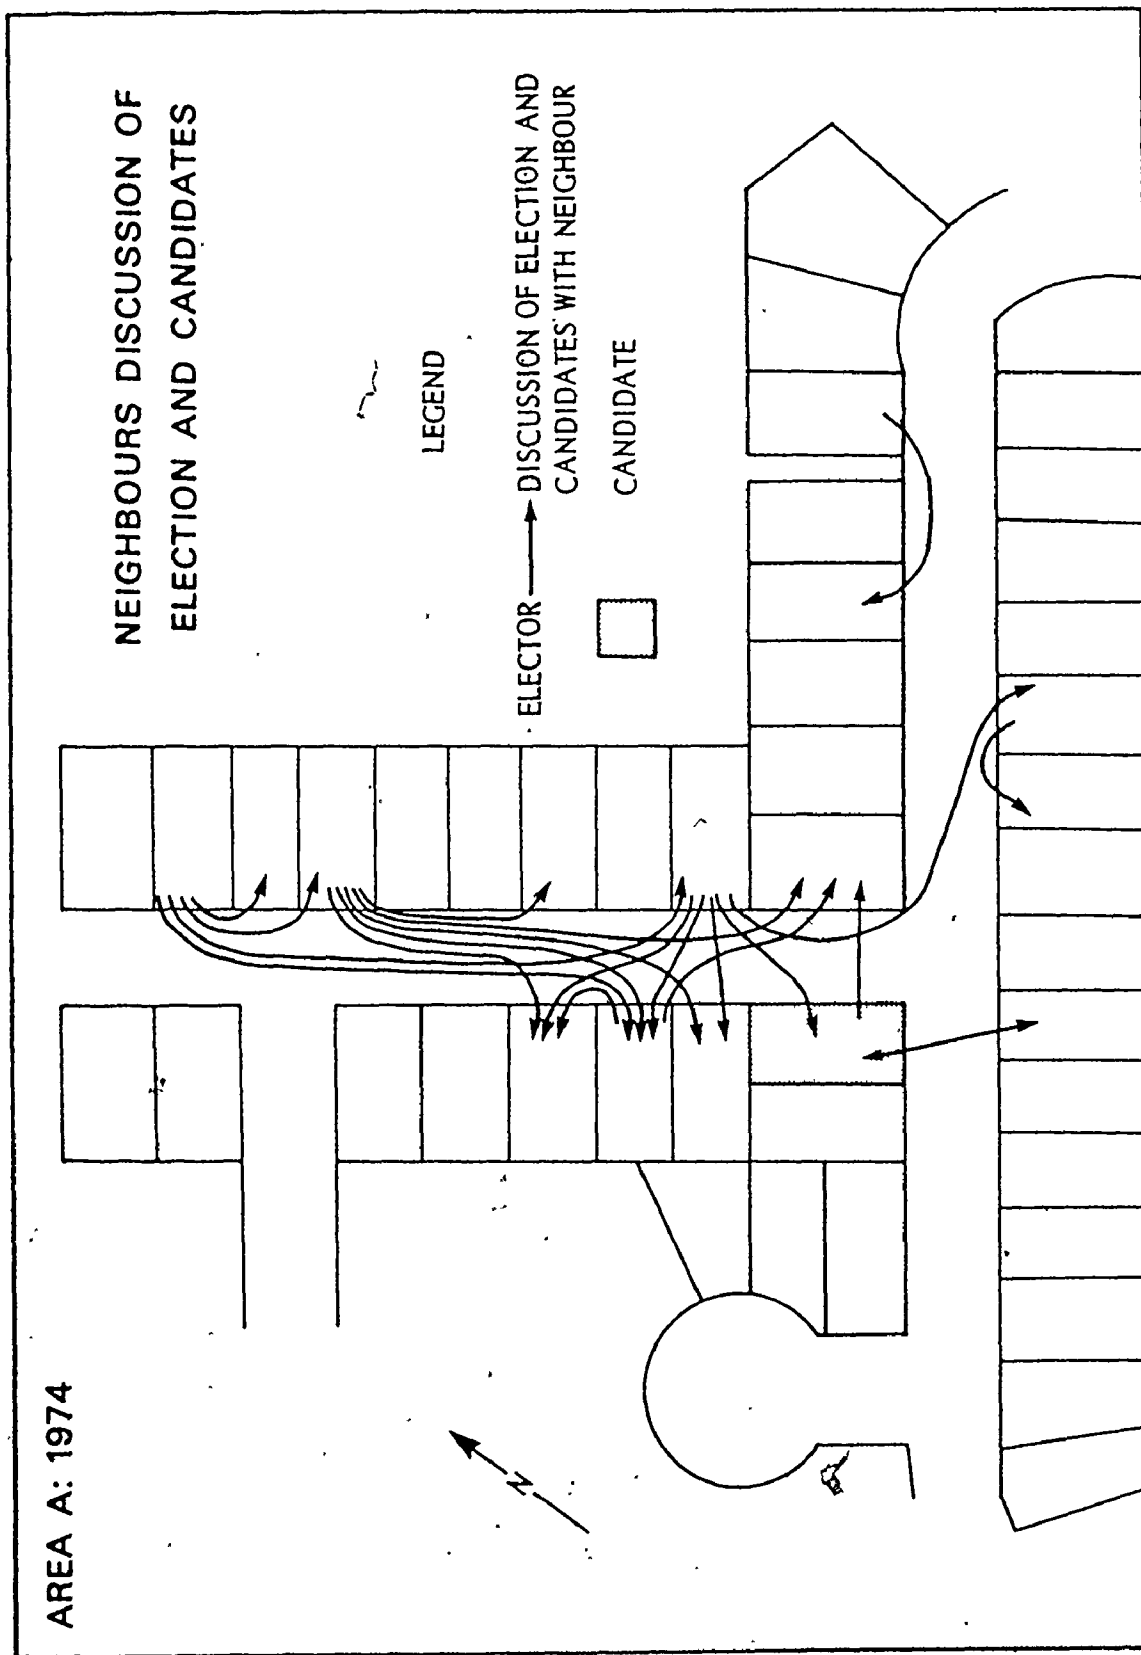 AREA A: 1974
NEIGHBOURS DISCUSSION OF
ELECTION AND CANDIDATES
LEGEND
ELECTOR → DISCUSSION OF ELECTION AND
CANDIDATES WITH NEIGHBOUR
CANDIDATE
N